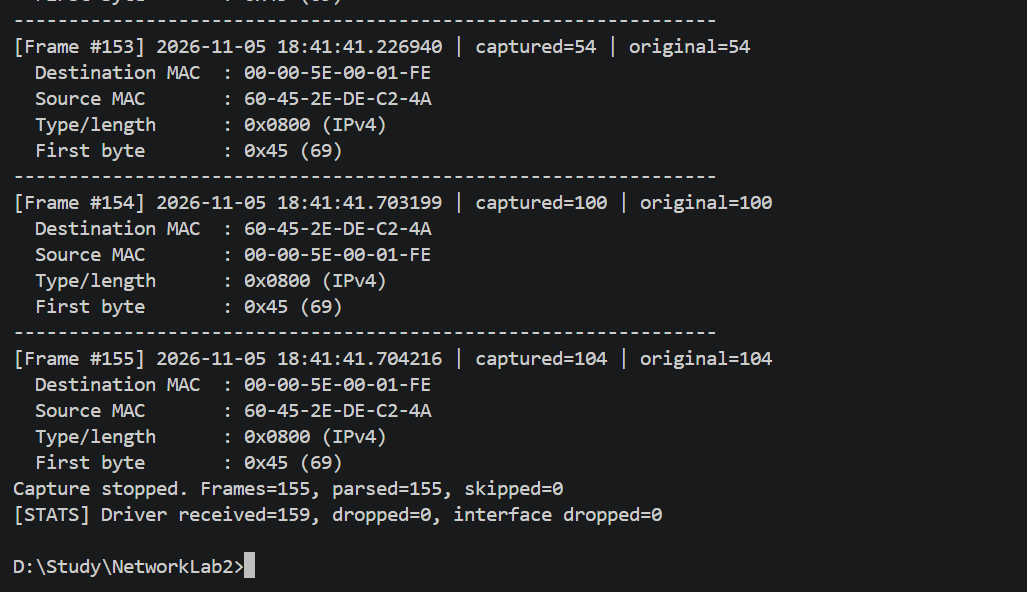 -----------------------------------------------------------------
[Frame #153] 2026-11-05 18:41:41.226940 | captured=54 | original=54
  Destination MAC  : 00-00-5E-00-01-FE
  Source MAC       : 60-45-2E-DE-C2-4A
  Type/length      : 0x0800 (IPv4)
  First byte       : 0x45 (69)
-----------------------------------------------------------------
[Frame #154] 2026-11-05 18:41:41.703199 | captured=100 | original=100
  Destination MAC  : 60-45-2E-DE-C2-4A
  Source MAC       : 00-00-5E-00-01-FE
  Type/length      : 0x0800 (IPv4)
  First byte       : 0x45 (69)
-----------------------------------------------------------------
[Frame #155] 2026-11-05 18:41:41.704216 | captured=104 | original=104
  Destination MAC  : 00-00-5E-00-01-FE
  Source MAC       : 60-45-2E-DE-C2-4A
  Type/length      : 0x0800 (IPv4)
  First byte       : 0x45 (69)
Capture stopped. Frames=155, parsed=155, skipped=0
[STATS] Driver received=159, dropped=0, interface dropped=0
D:\Study\NetworkLab2>